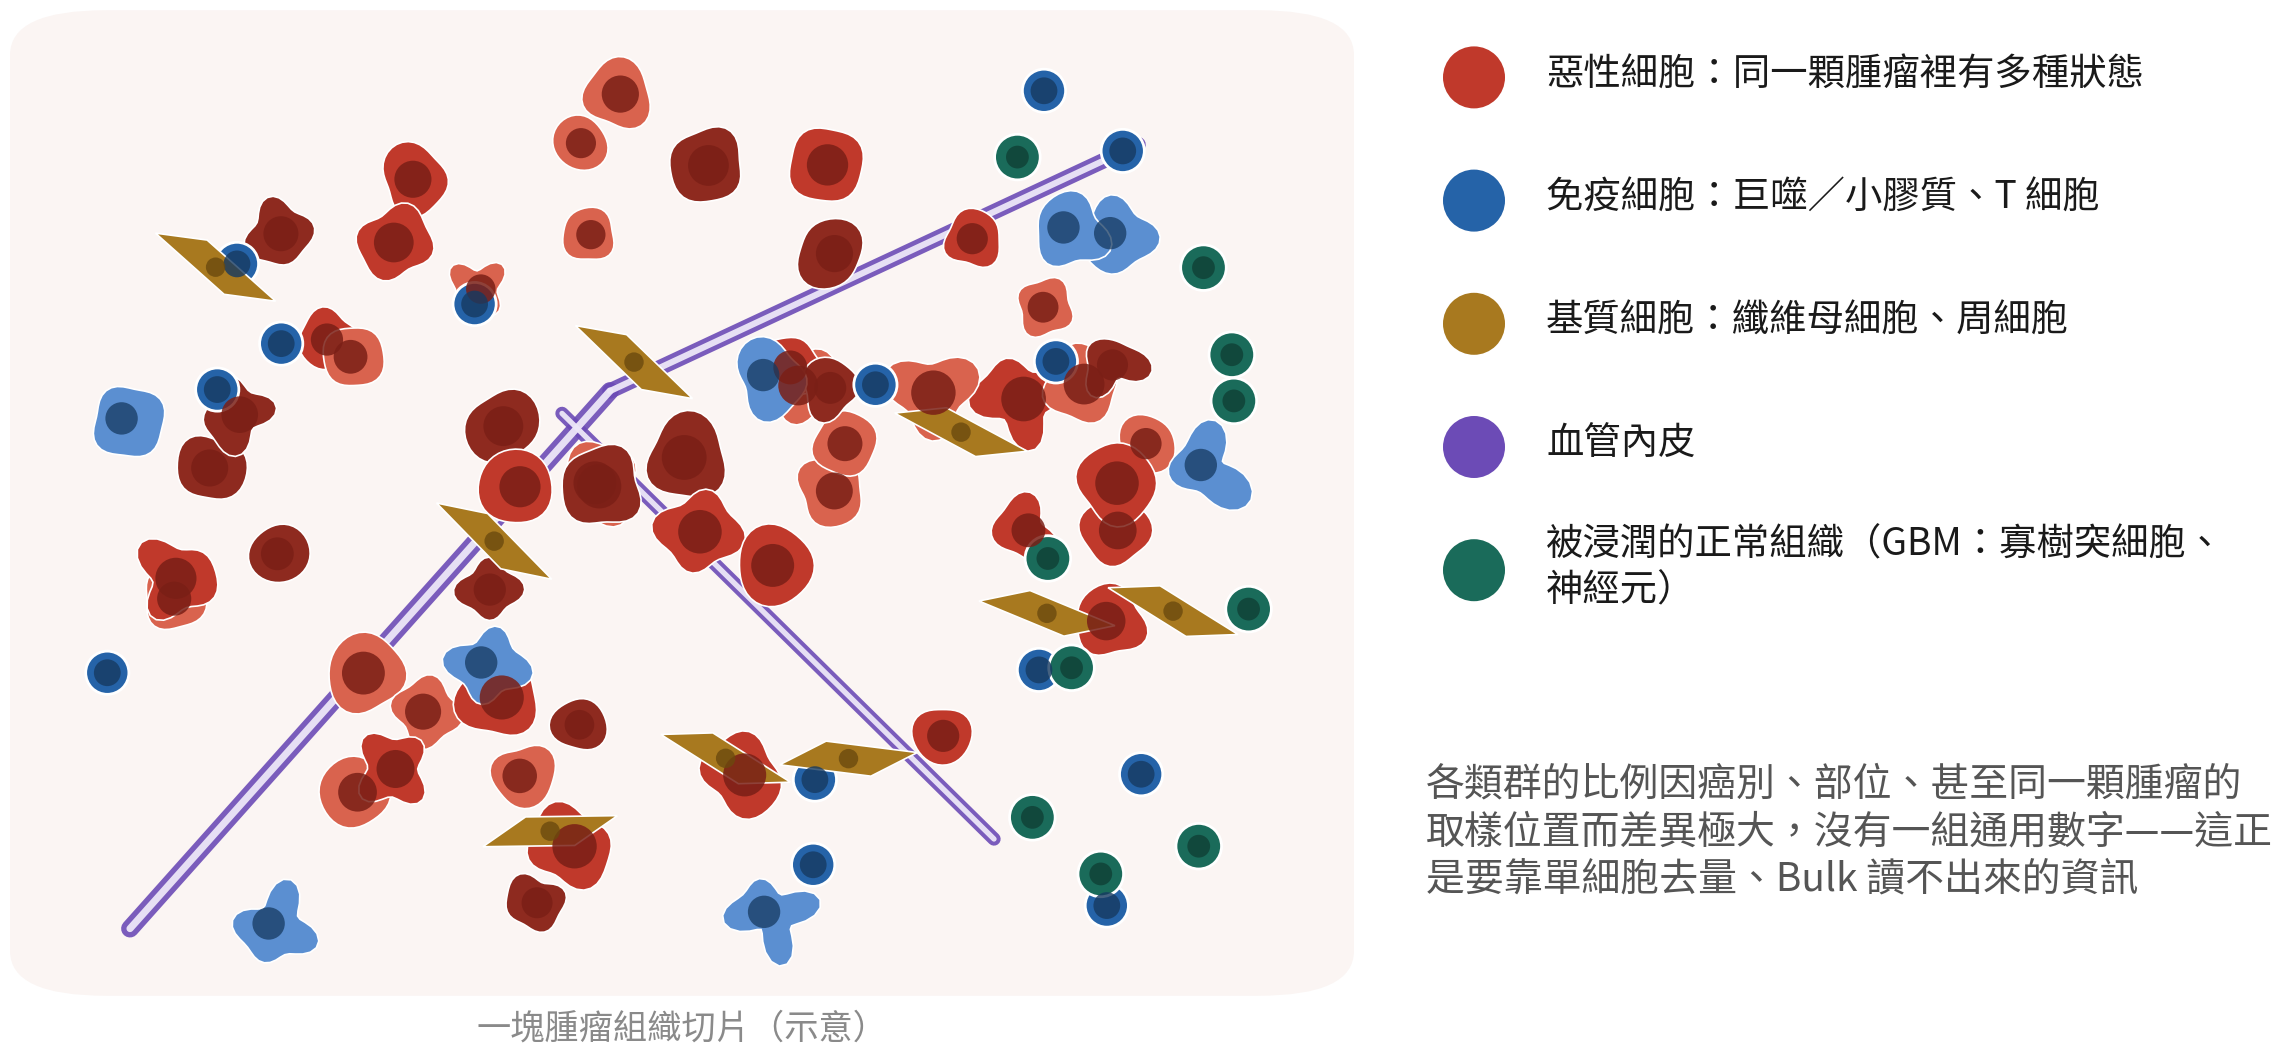 惡性細胞：同一顆腫瘤裡有多種狀態
免疫細胞：巨噬／小膠質、T 細胞
基質細胞：纖維母細胞、周細胞
血管內皮
被浸潤的正常組織（GBM：寡樹突細胞、
神經元）
各類群的比例因癌別、部位、甚至同一顆腫瘤的
取樣位置而差異極大，沒有一組通用數字——這正
是要靠單細胞去量、Bulk 讀不出來的資訊
一塊腫瘤組織切片（示意）